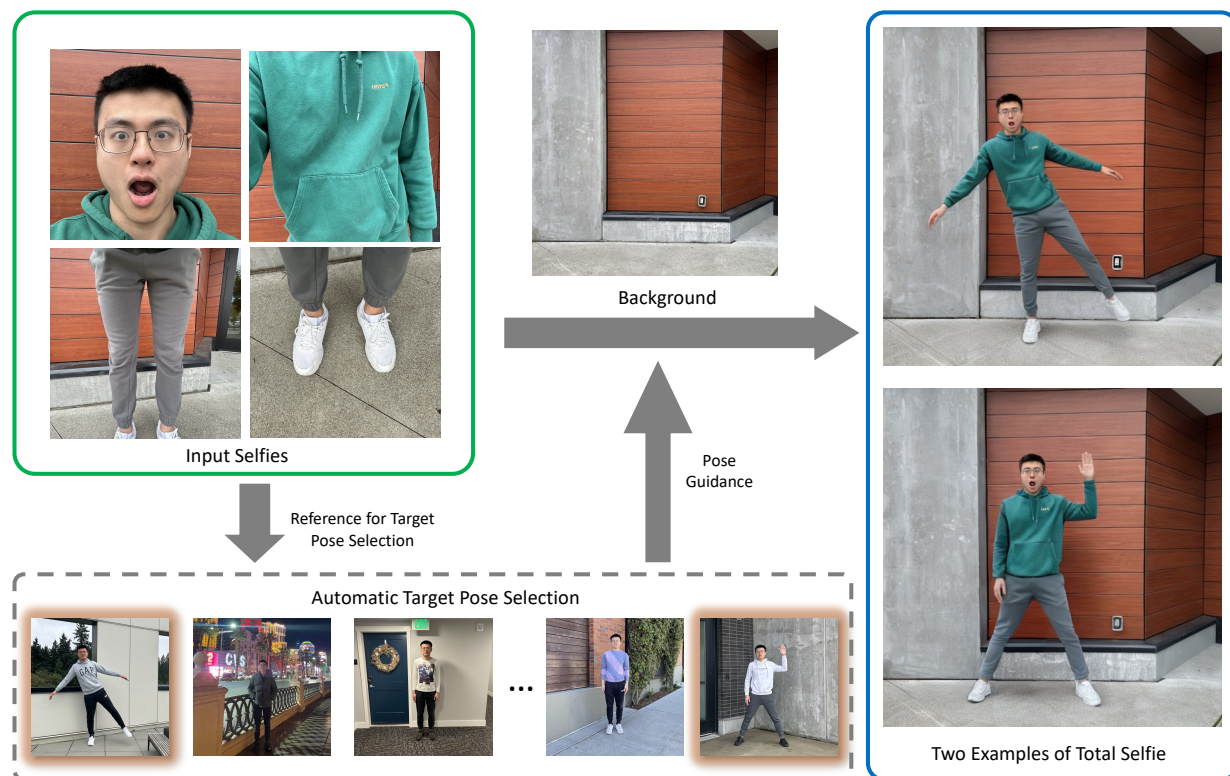 Input Selfies
Background
Reference for Target
Pose Selection
Pose
Guidance
Automatic Target Pose Selection
GAP
...
Two Examples of Total Selfie